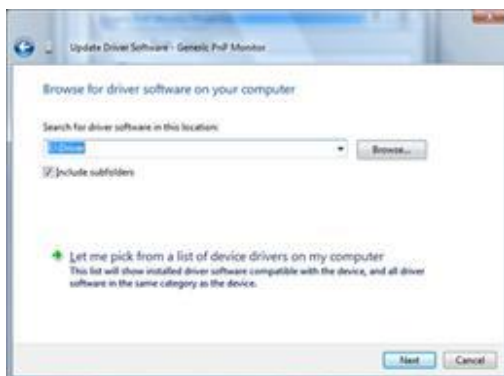 Update Driver Software - Generic PnP Monitor
Browse for driver software on your computer
Search for driver software in this location:
Browse...
Include subfolders
Let me pick from a list of device drivers on my computer
This list will show installed driver software compatible with the device, and all driver
software in the same category as the device.
Next
Cancel